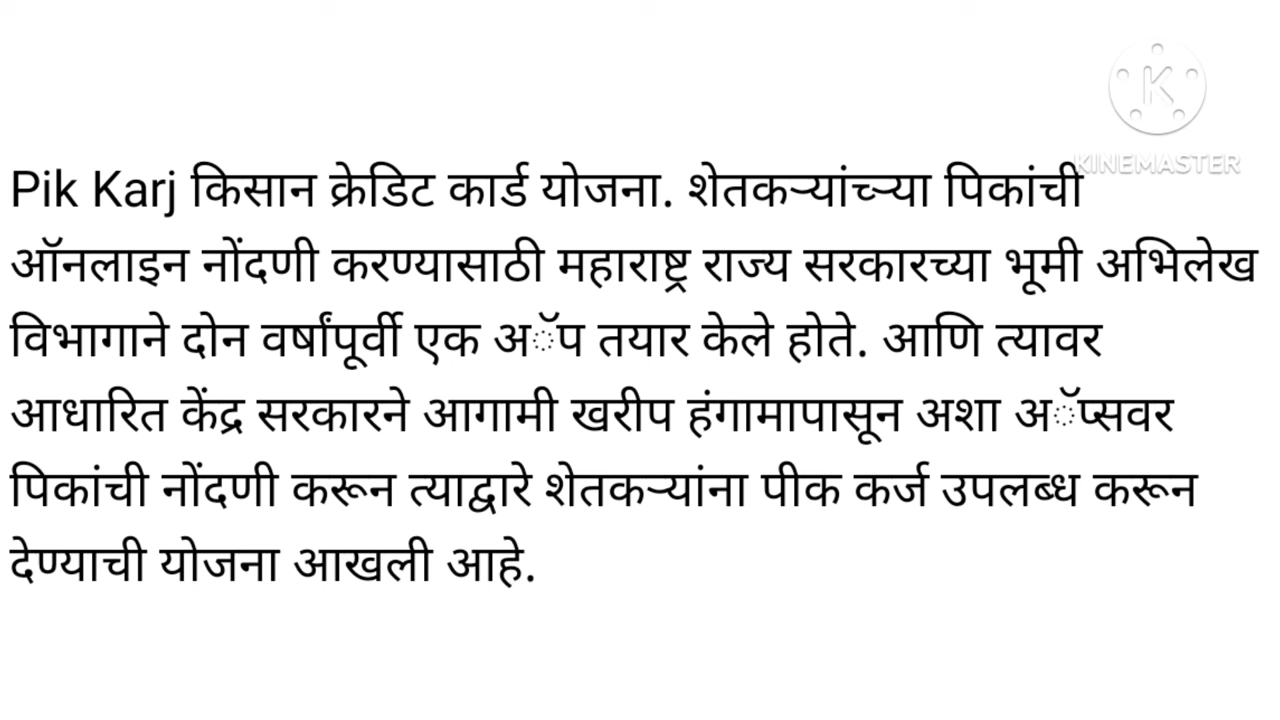 KINEMASTER
Pik Karj किसान क्रेडिट कार्ड योजना. शेतकऱ्यांच्ऱ्या पिकांची
ऑनलाइन नोंदणी करण्यासाठी महाराष्ट्र राज्य सरकारच्या भूमी अभिलेख
विभागाने दोन वर्षांपूर्वी एक अॅप तयार केले होते. आणि त्यावर
आधारित केंद्र सरकारने आगामी खरीप हंगामापासून अशा अॅप्सवर
पिकांची नोंदणी करून त्याद्वारे शेतकऱ्यांना पीक कर्ज उपलब्ध करून
देण्याची योजना आखली आहे.